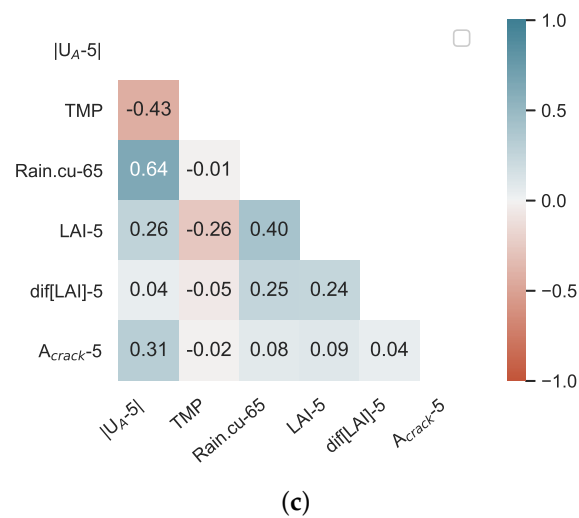 |U_A-5|
TMP
-0.43
Rain.cu-65
0.64 -0.01
LAI-5
0.26 -0.26 0.40
dif[LAI]-5
0.04 -0.05 0.25 0.24
A_crack-5
0.31 -0.02 0.08 0.09 0.04
|U_A-5| TMP Rain.cu-65 LAI-5 dif[LAI]-5 A_crack-5
1.0
0.5
0.0
−0.5
−1.0
(c)